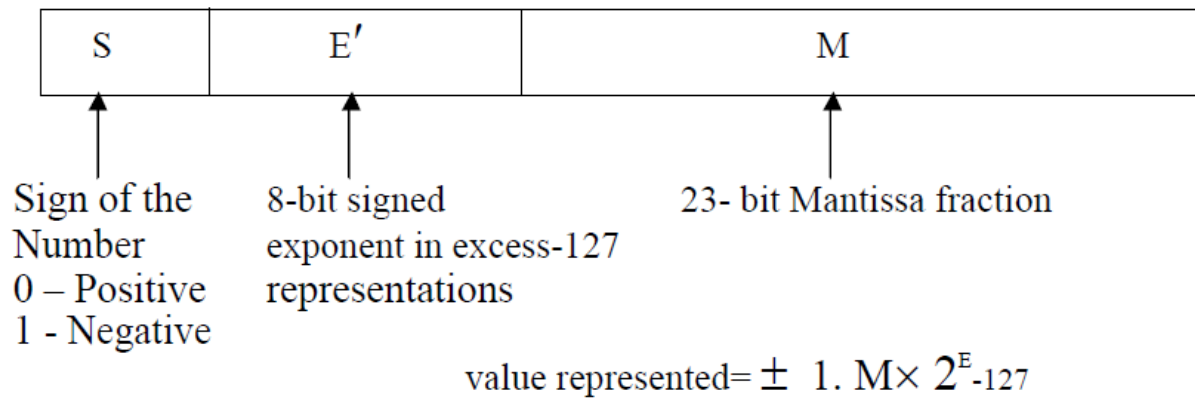 S E′ M
Sign of the 8-bit signed 23- bit Mantissa fraction
Number exponent in excess-127
0 – Positive representations
1 - Negative
value represented= ± 1. M× 2^E-127